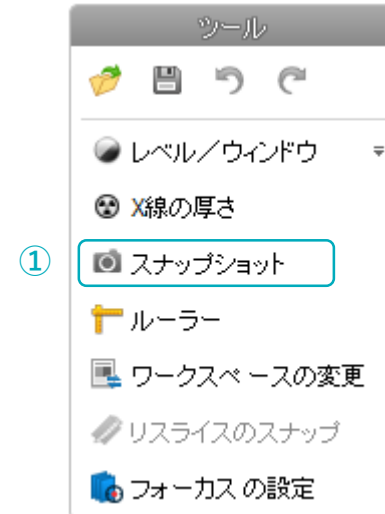 ツール
レベル／ウィンドウ
X線の厚さ
① スナップショット
ルーラー
ワークスペースの変更
リスライスのスナップ
フォーカス の設定